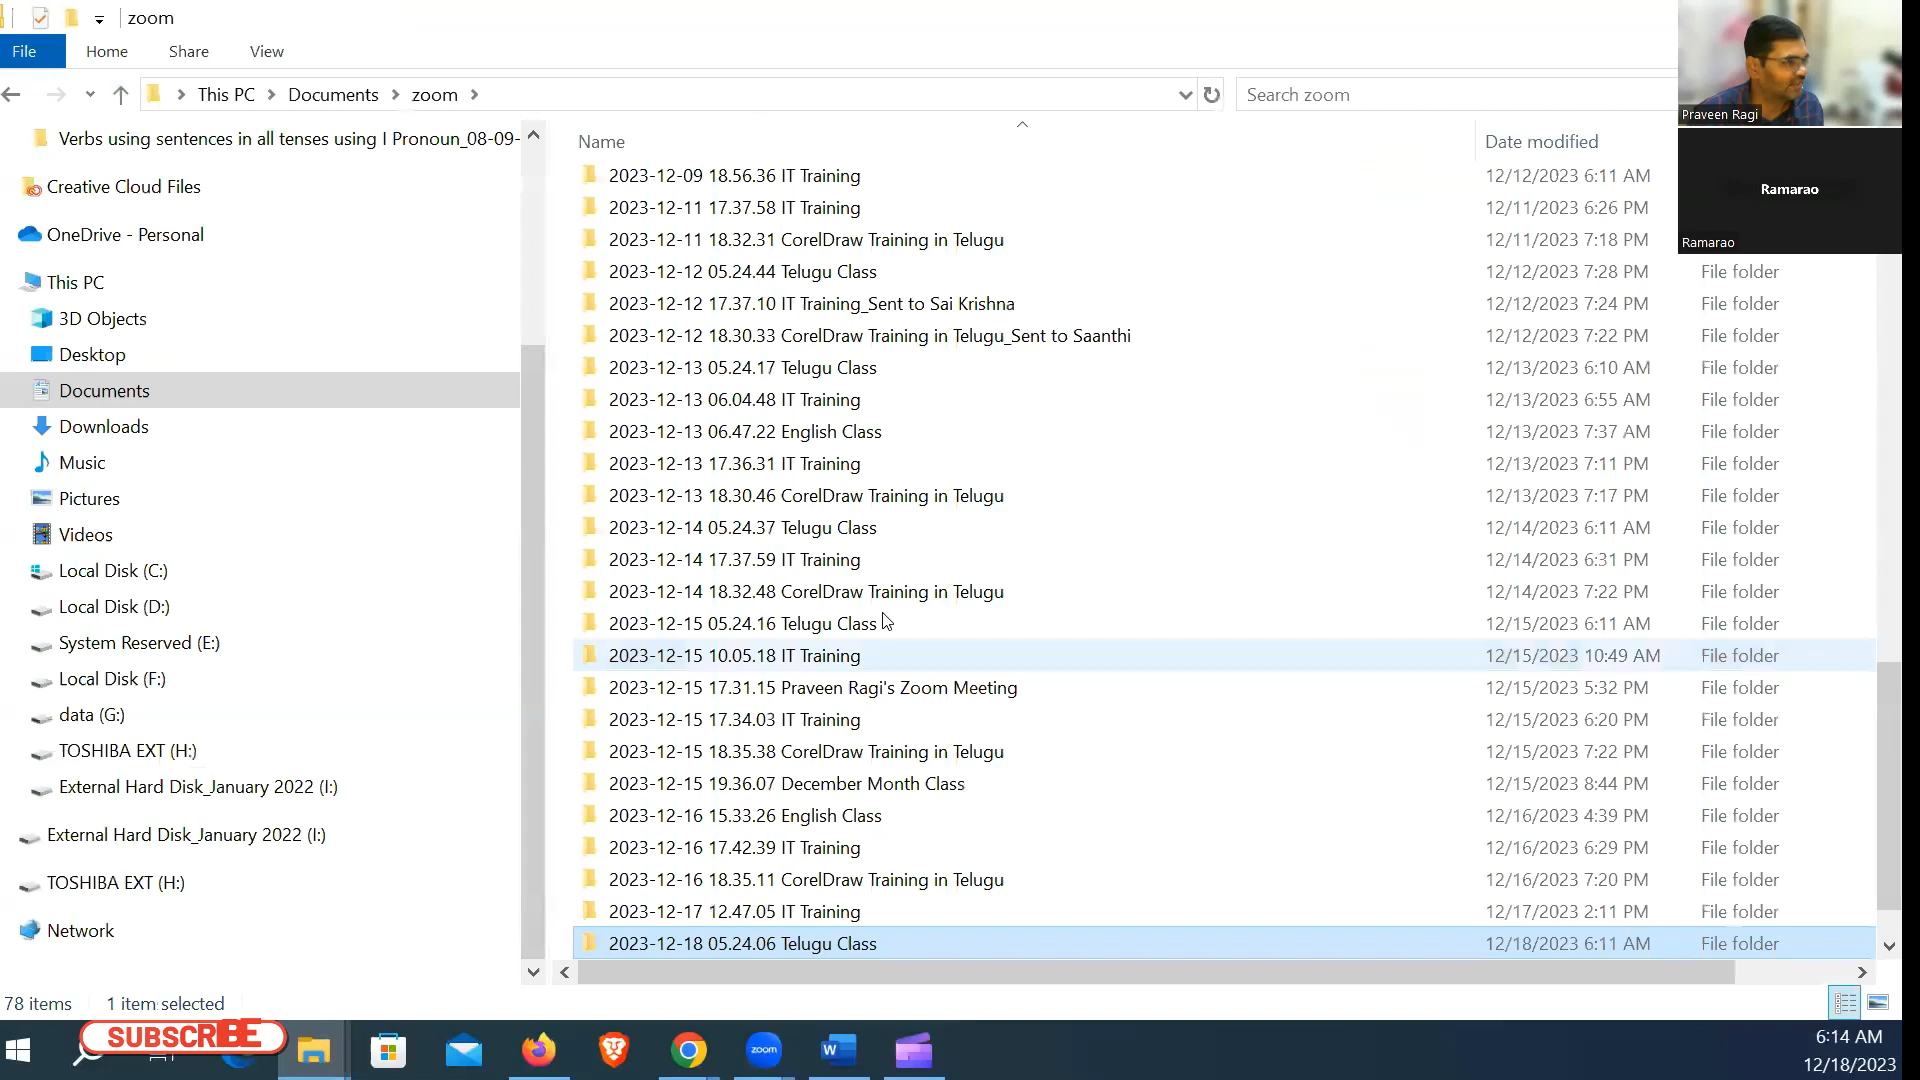 zoom
File Home Share View
This PC Documents zoom
Search zoom
Praveen Ragi
Ramarao
Ramarao
Verbs using sentences in all tenses using I Pronoun_08-09-
Creative Cloud Files
OneDrive - Personal
This PC
3D Objects
Desktop
Documents
Downloads
Music
Pictures
Videos
Local Disk (C:)
Local Disk (D:)
System Reserved (E:)
Local Disk (F:)
data (G:)
TOSHIBA EXT (H:)
External Hard Disk_January 2022 (I:)
External Hard Disk_January 2022 (I:)
TOSHIBA EXT (H:)
Network
Name Date modified
2023-12-09 18.56.36 IT Training 12/12/2023 6:11 AM
2023-12-11 17.37.58 IT Training 12/11/2023 6:26 PM
2023-12-11 18.32.31 CorelDraw Training in Telugu 12/11/2023 7:18 PM
2023-12-12 05.24.44 Telugu Class 12/12/2023 7:28 PM File folder
2023-12-12 17.37.10 IT Training_Sent to Sai Krishna 12/12/2023 7:24 PM File folder
2023-12-12 18.30.33 CorelDraw Training in Telugu_Sent to Saanthi 12/12/2023 7:22 PM File folder
2023-12-13 05.24.17 Telugu Class 12/13/2023 6:10 AM File folder
2023-12-13 06.04.48 IT Training 12/13/2023 6:55 AM File folder
2023-12-13 06.47.22 English Class 12/13/2023 7:37 AM File folder
2023-12-13 17.36.31 IT Training 12/13/2023 7:11 PM File folder
2023-12-13 18.30.46 CorelDraw Training in Telugu 12/13/2023 7:17 PM File folder
2023-12-14 05.24.37 Telugu Class 12/14/2023 6:11 AM File folder
2023-12-14 17.37.59 IT Training 12/14/2023 6:31 PM File folder
2023-12-14 18.32.48 CorelDraw Training in Telugu 12/14/2023 7:22 PM File folder
2023-12-15 05.24.16 Telugu Class 12/15/2023 6:11 AM File folder
2023-12-15 10.05.18 IT Training 12/15/2023 10:49 AM File folder
2023-12-15 17.31.15 Praveen Ragi's Zoom Meeting 12/15/2023 5:32 PM File folder
2023-12-15 17.34.03 IT Training 12/15/2023 6:20 PM File folder
2023-12-15 18.35.38 CorelDraw Training in Telugu 12/15/2023 7:22 PM File folder
2023-12-15 19.36.07 December Month Class 12/15/2023 8:44 PM File folder
2023-12-16 15.33.26 English Class 12/16/2023 4:39 PM File folder
2023-12-16 17.42.39 IT Training 12/16/2023 6:29 PM File folder
2023-12-16 18.35.11 CorelDraw Training in Telugu 12/16/2023 7:20 PM File folder
2023-12-17 12.47.05 IT Training 12/17/2023 2:11 PM File folder
2023-12-18 05.24.06 Telugu Class 12/18/2023 6:11 AM File folder
78 items 1 item selected
SUBSCRIBE
zoom
W
6:14 AM
12/18/2023